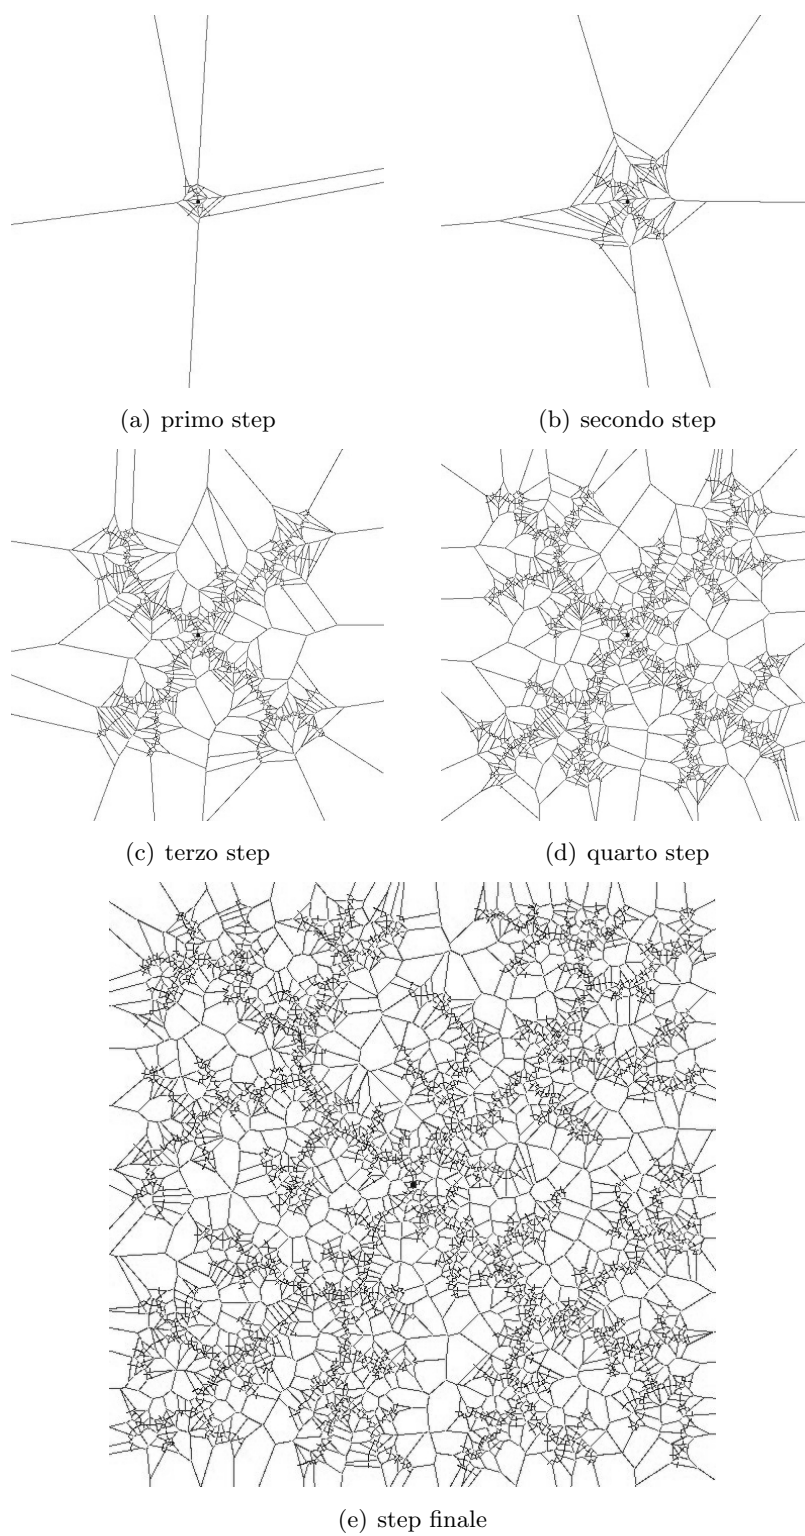 (a) primo step
(b) secondo step
(c) terzo step
(d) quarto step
(e) step finale